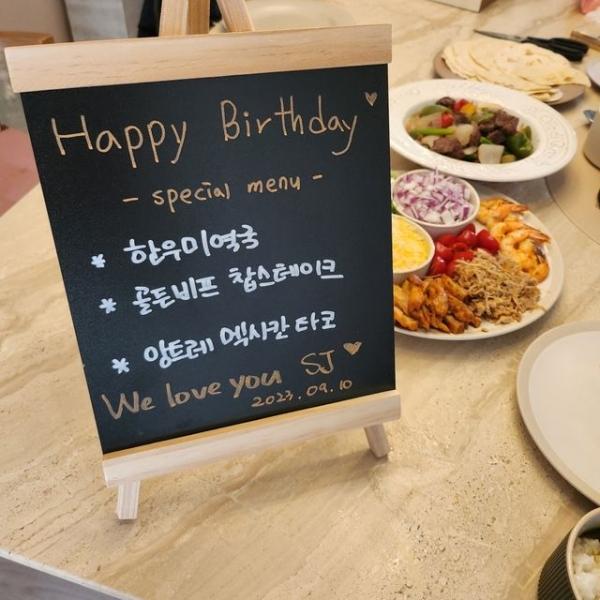 Happy Birthday ♡
- special menu -
* 한우미역국
* 골든비프 찹스테이크
* 앙트레 멕시칸 타코
We love you SJ ♡
2023.09.10